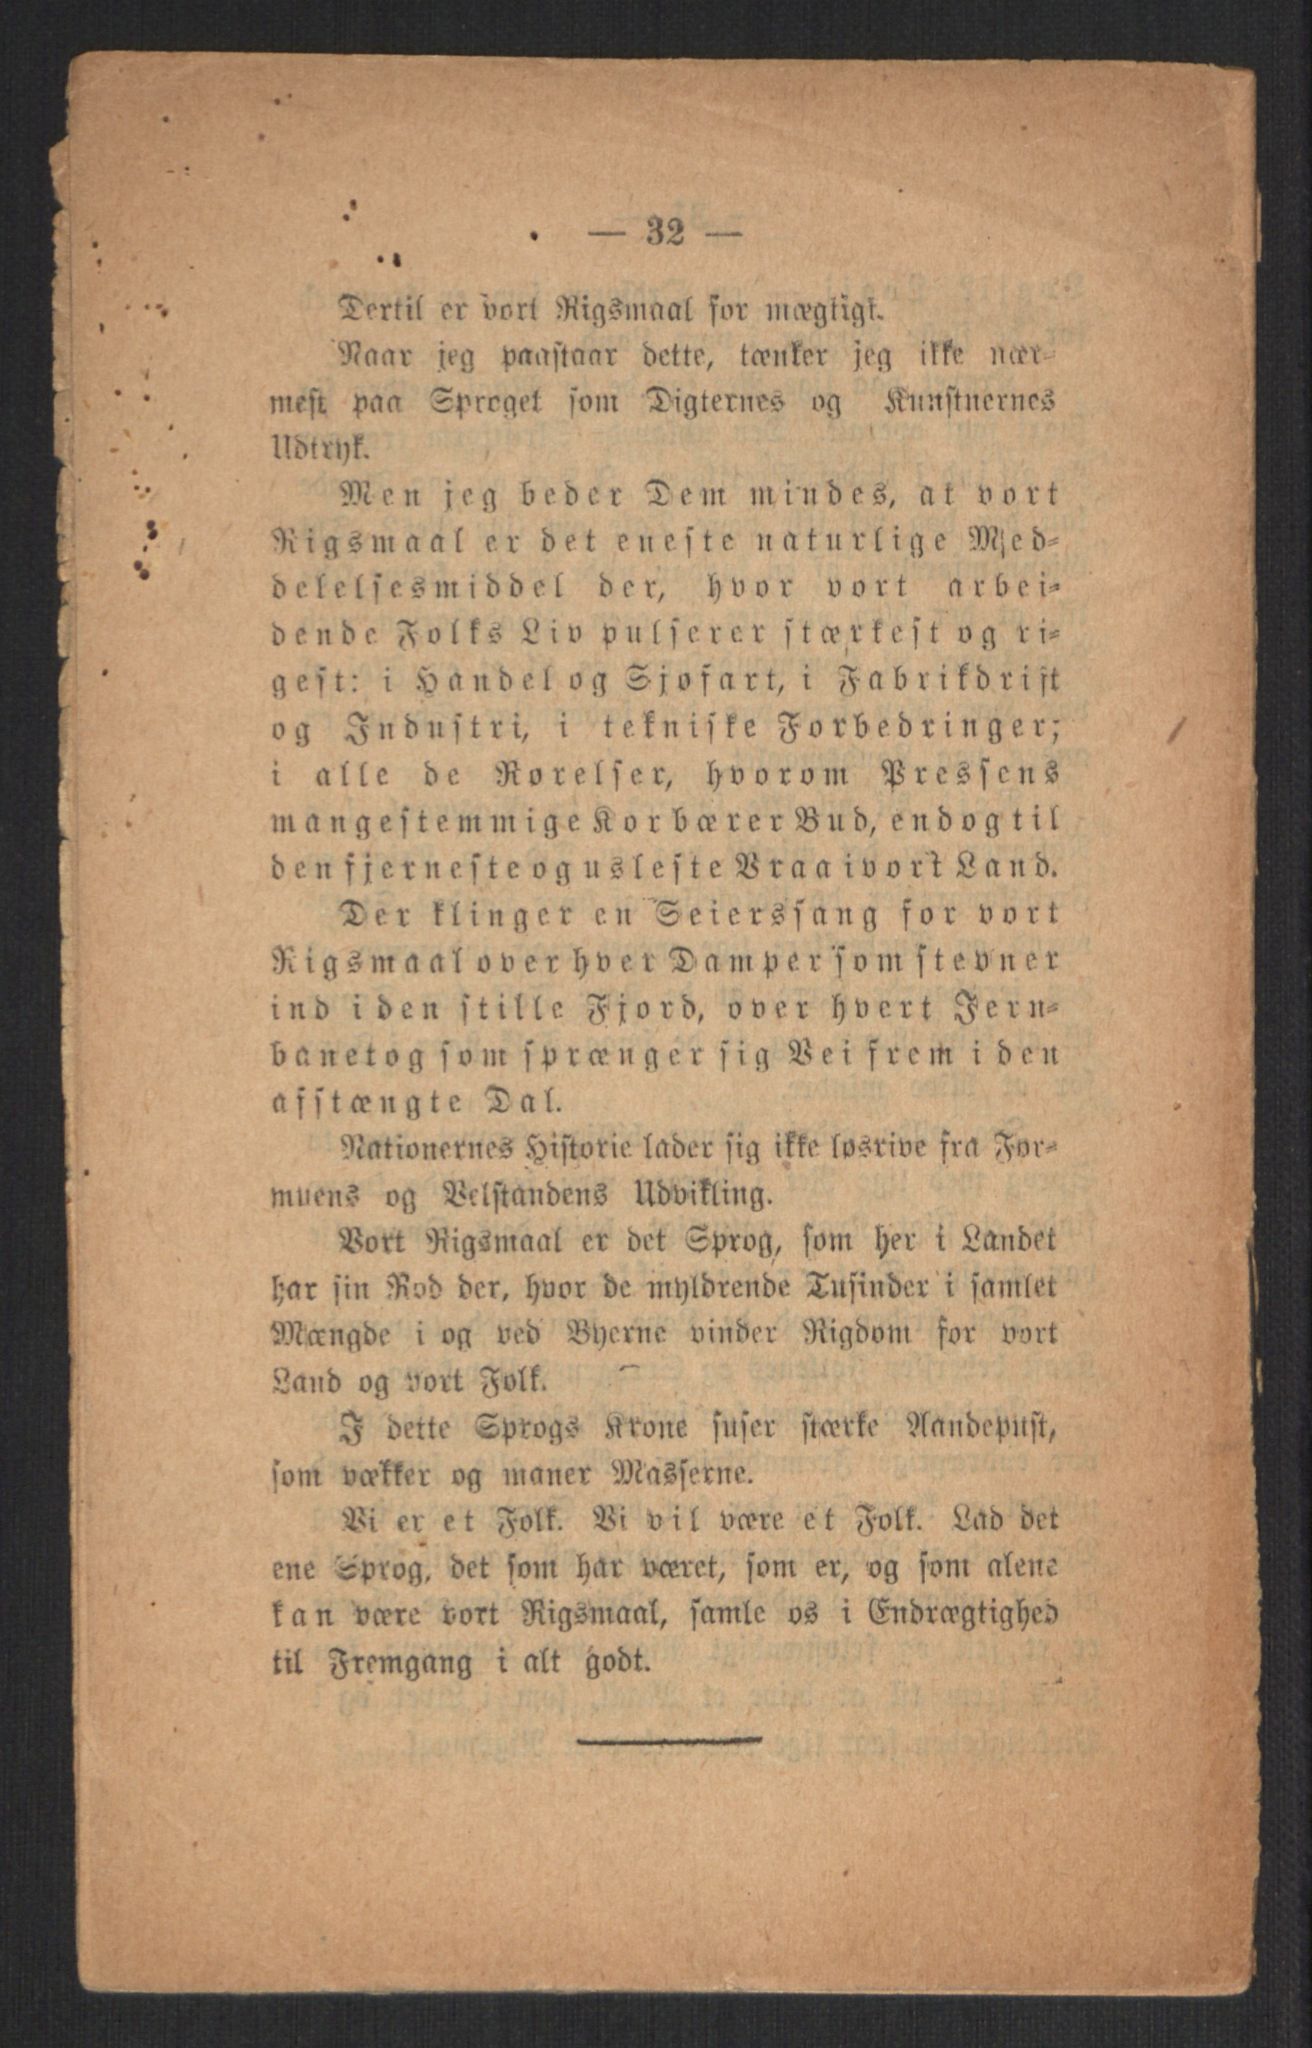 — 32 —
Dertil er vort Rigsmaal for mægtigt.
Naar jeg paastaar dette, tænker jeg ikke nær-
mest paa Sproget som Digternes og Kunstnernes
Udtryk.
Men jeg beder Dem mindes, at vort
Rigsmaal er det eneste naturlige Med-
delelsesmiddel der, hvor vort arbei-
dende Folks Liv pulserer stærkest og ri-
gest: i Handel og Sjøfart, i Fabrikdrift
og Industri, i tekniske Forbedringer;
i alle de Rørelser, hvorom Pressens
mangestemmige Kor bærer Bud, endog til
den fjerneste og usleste Vraa i vort Land.
Der klinger en Seierssang for vort
Rigsmaal over hver Damper som stevner
ind i den stille Fjord, over hvert Jern-
banetog som sprænger sig Vei frem i den
afstængte Dal.
Nationernes Historie lader sig ikke løsrive fra For-
muens og Velstandens Udvikling.
Vort Rigsmaal er det Sprog, som her i Landet
har sin Rod der, hvor de myldrende Tusinder i samlet
Mængde i og ved Byerne vinder Rigdom for vort
Land og vort Folk.
I dette Sprogs Krone suser stærke Aandepust,
som vækker og maner Masserne.
Vi er et Folk. Vi vil være et Folk. Lad det
ene Sprog, det som har været, som er, og som alene
kan være vort Rigsmaal, samle os i Endrægtighed
til Fremgang i alt godt.